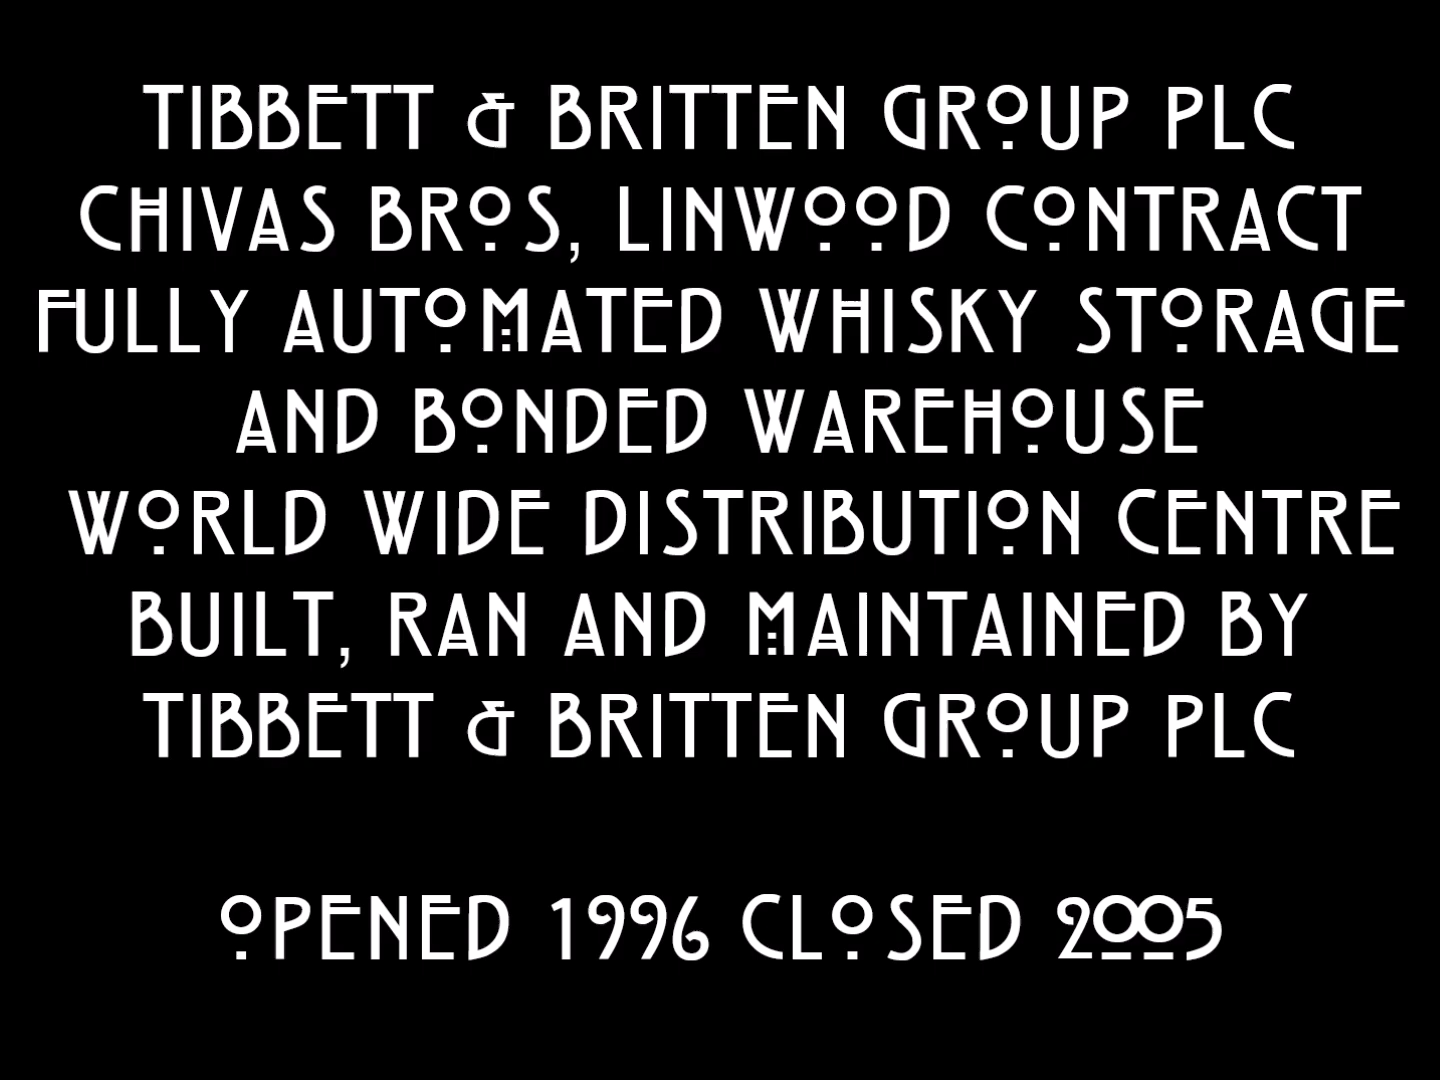 TIBBETT & BRITTEN GROUP PLC
CHIVAS BROS, LINWOOD CONTRACT
FULLY AUTOMATED WHISKY STORAGE
AND BONDED WAREHOUSE
WORLD WIDE DISTRIBUTION CENTRE
BUILT, RAN AND MAINTAINED BY
TIBBETT & BRITTEN GROUP PLC
OPENED 1996 CLOSED 2005